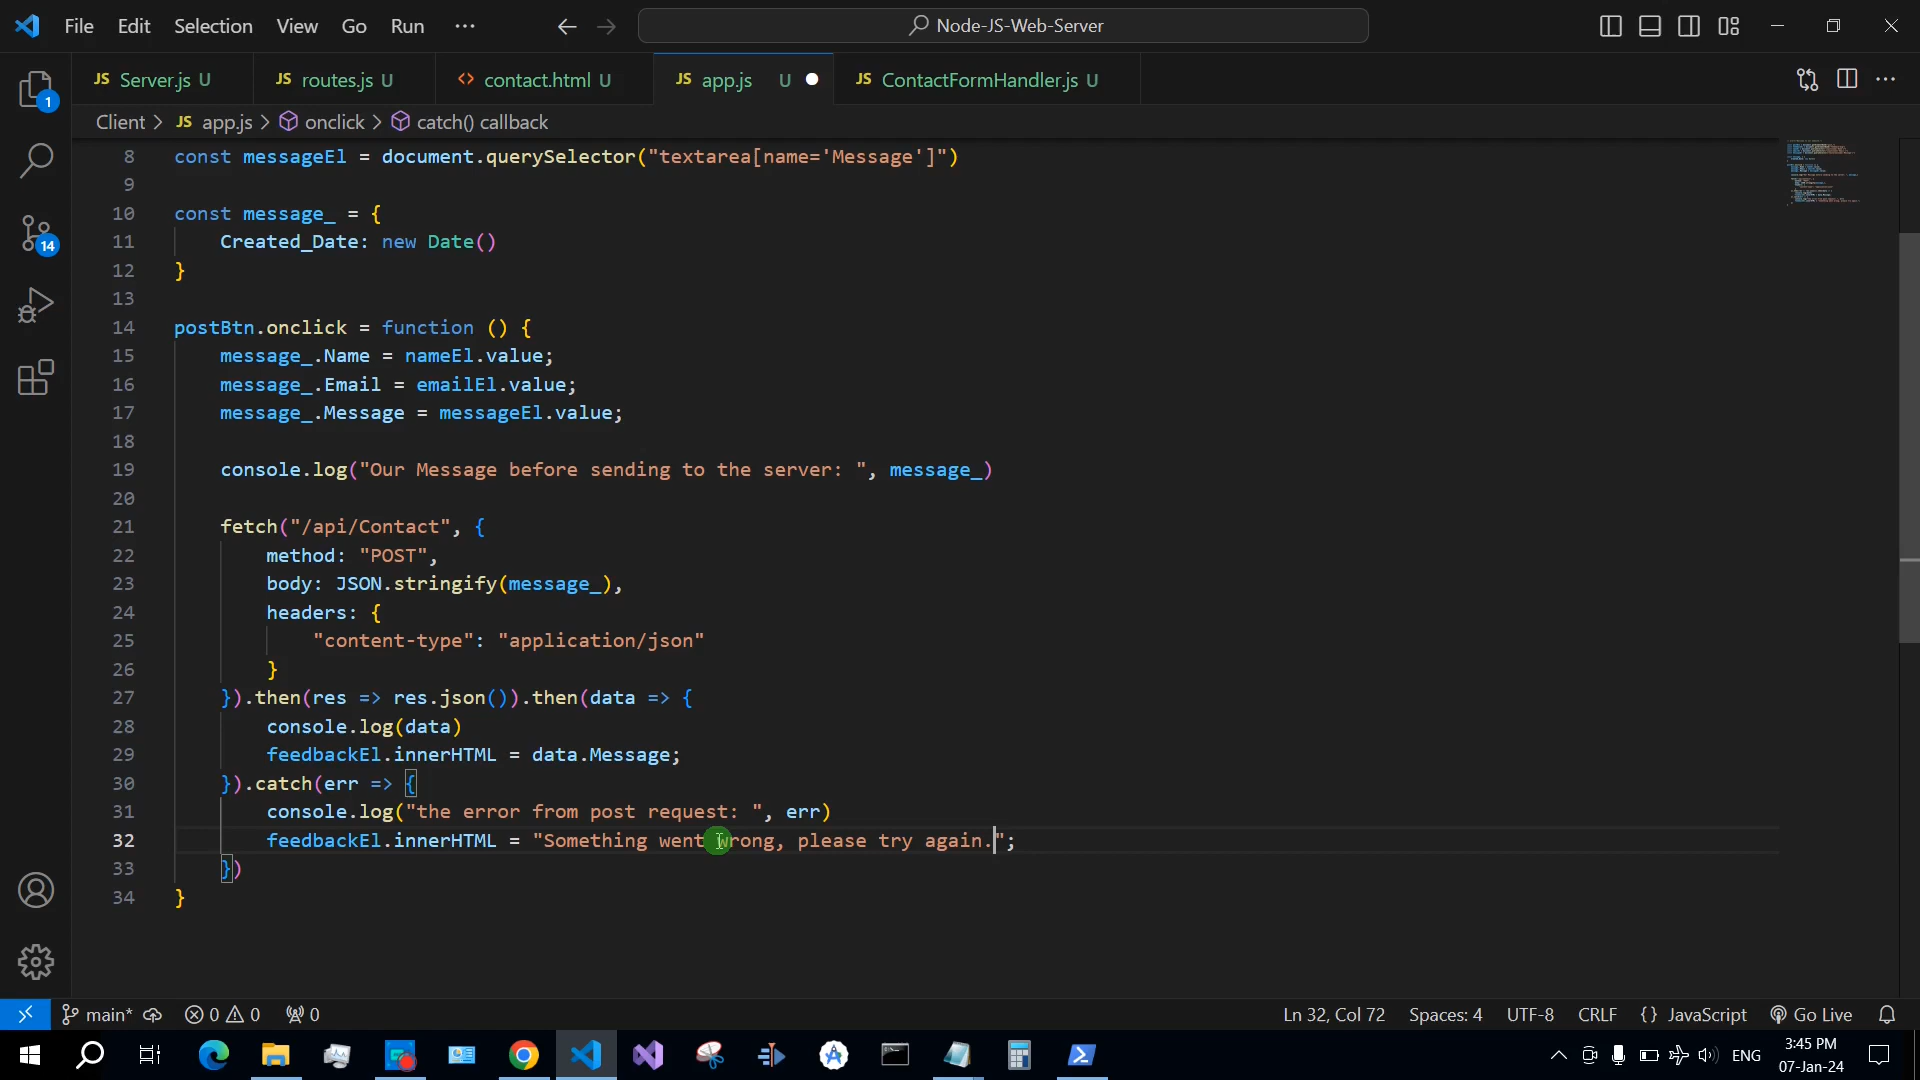 File Edit Selection View Go Run ··· Node-JS-Web-Server
JS Server.js U JS routes.js U <> contact.html U JS app.js U JS ContactFormHandler.js U
Client > JS app.js > onclick > catch() callback
8 const messageEl = document.querySelector("textarea[name='Message']")
9
10 const message_ = {
11 Created_Date: new Date()
12 }
13
14 postBtn.onclick = function () {
15 message_.Name = nameEl.value;
16 message_.Email = emailEl.value;
17 message_.Message = messageEl.value;
18
19 console.log("Our Message before sending to the server: ", message_)
20
21 fetch("/api/Contact", {
22 method: "POST",
23 body: JSON.stringify(message_),
24 headers: {
25 "content-type": "application/json"
26 }
27 }).then(res => res.json()).then(data => {
28 console.log(data)
29 feedbackEl.innerHTML = data.Message;
30 }).catch(err => {
31 console.log("the error from post request: ", err)
32 feedbackEl.innerHTML = "Something went wrong, please try again.";
33 })
34 }
1
14
main* 0 0 0 Ln 32, Col 72 Spaces: 4 UTF-8 CRLF {} JavaScript Go Live
ENG 3:45 PM
07-Jan-24